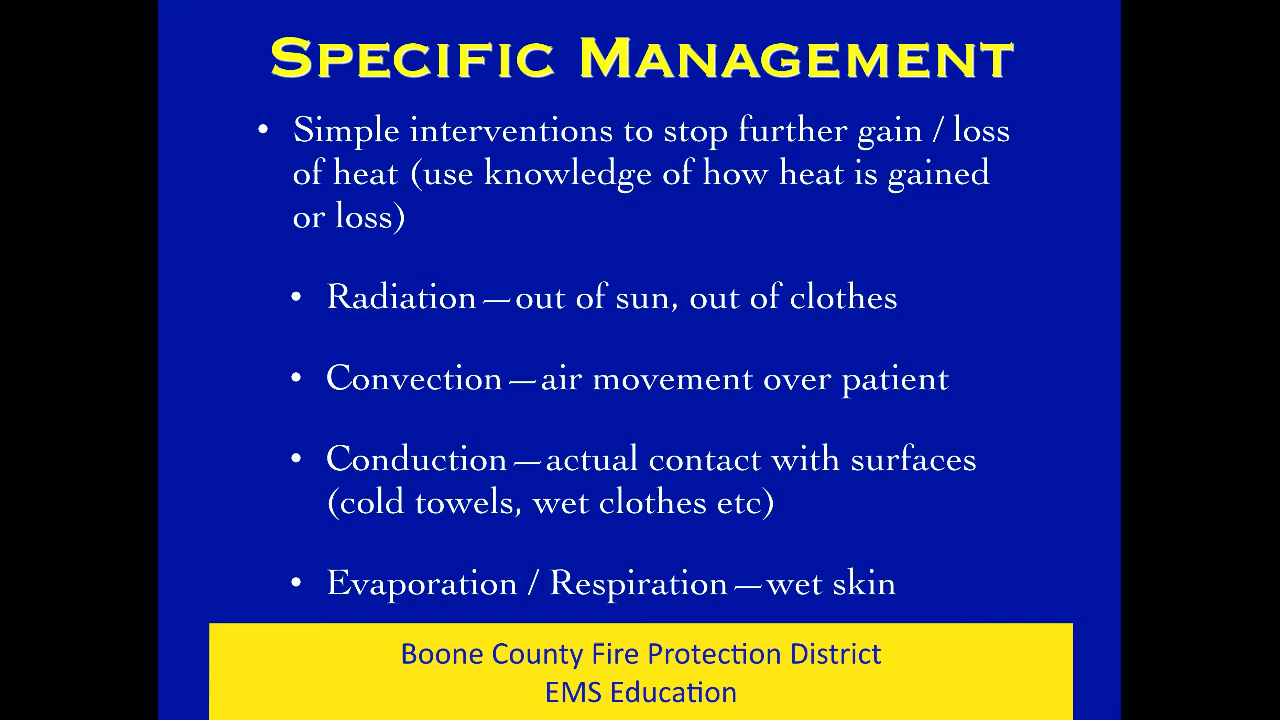 SPECIFIC MANAGEMENT
• Simple interventions to stop further gain / loss
of heat (use knowledge of how heat is gained
or loss)
• Radiation—out of sun, out of clothes
• Convection—air movement over patient
• Conduction—actual contact with surfaces
(cold towels, wet clothes etc)
• Evaporation / Respiration—wet skin
Boone County Fire Protection District
EMS Education